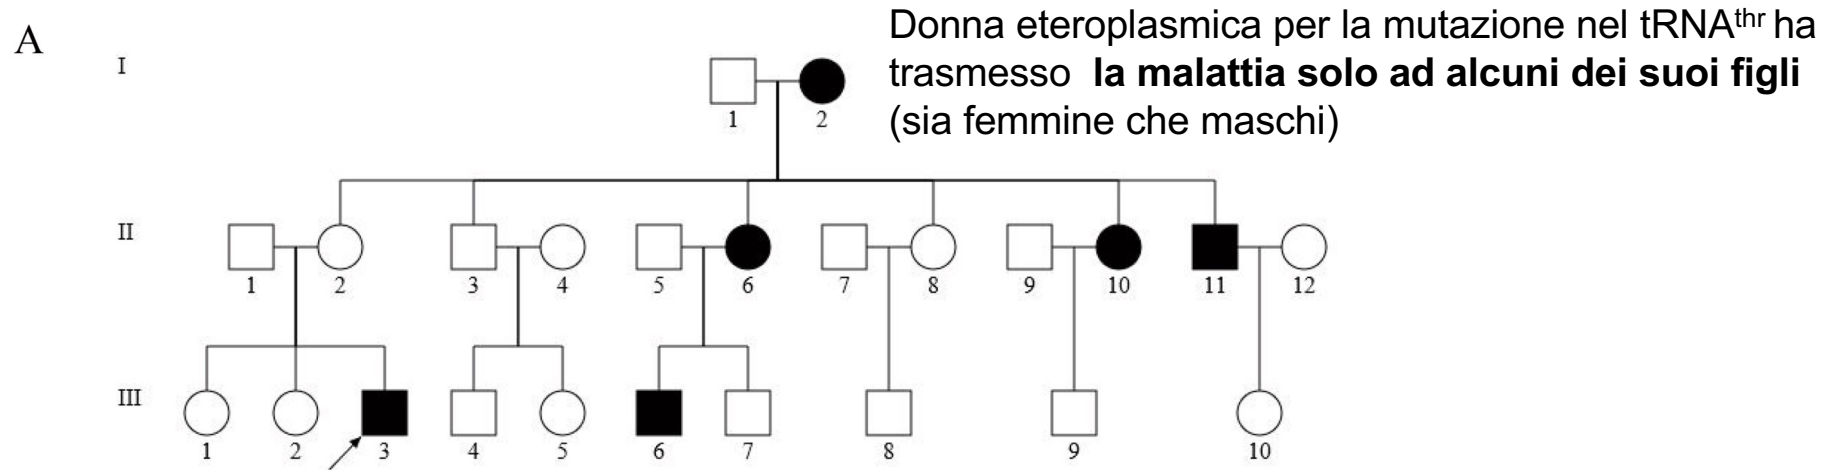 A
Donna eteroplasmica per la mutazione nel tRNAthr ha
trasmesso la malattia solo ad alcuni dei suoi figli
(sia femmine che maschi)
I
1 2
II
1 2 3 4 5 6 7 8 9 10 11 12
III
1 2 3 4 5 6 7 8 9 10